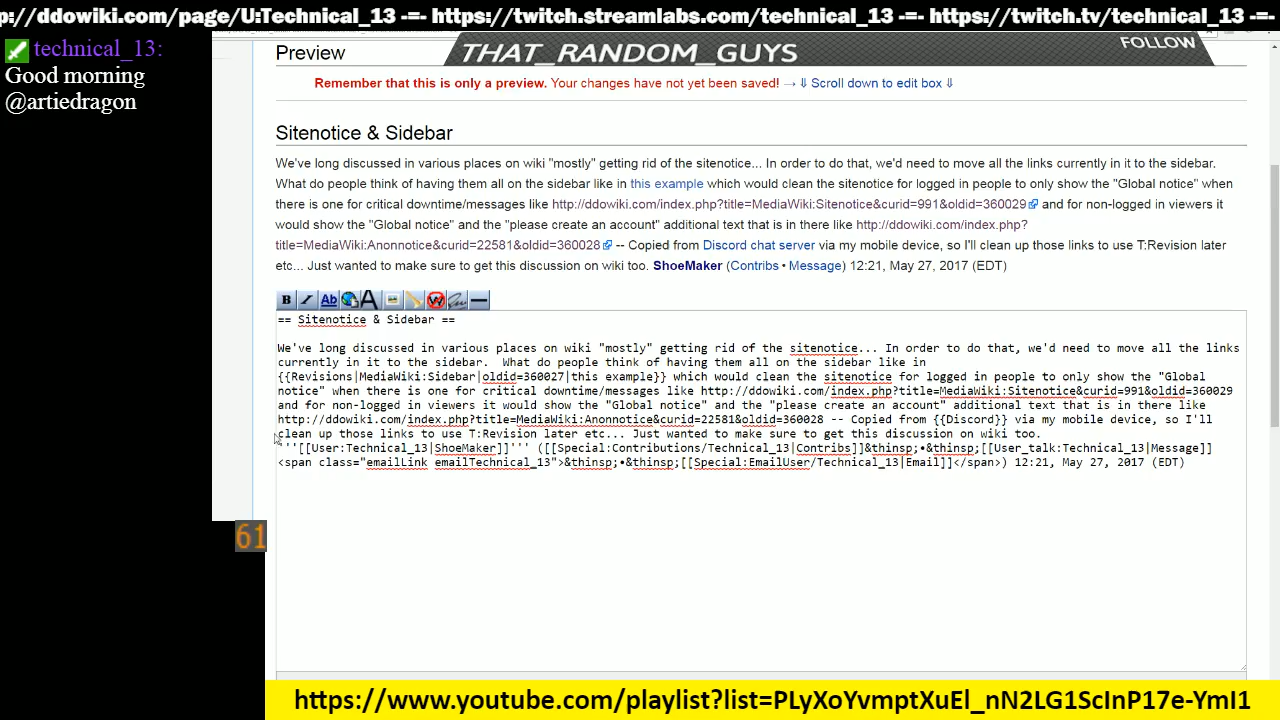 p://ddowiki.com/page/U:Technical_13 -=- https://twitch.streamlabs.com/technical_13 -=- https://twitch.tv/technical_13 -=-
technical_13:
Good morning
@artiedragon
THAT_RANDOM_GUYS
FOLLOW
Preview
Remember that this is only a preview. Your changes have not yet been saved! → ⇓ Scroll down to edit box ⇓
Sitenotice & Sidebar
We've long discussed in various places on wiki "mostly" getting rid of the sitenotice... In order to do that, we'd need to move all the links currently in it to the sidebar.
What do people think of having them all on the sidebar like in this example which would clean the sitenotice for logged in people to only show the "Global notice" when
there is one for critical downtime/messages like http://ddowiki.com/index.php?title=MediaWiki:Sitenotice&curid=991&oldid=360029 and for non-logged in viewers it
would show the "Global notice" and the "please create an account" additional text that is in there like http://ddowiki.com/index.php?
title=MediaWiki:Anonnotice&curid=22581&oldid=360028 -- Copied from Discord chat server via my mobile device, so I'll clean up those links to use T:Revision later
etc... Just wanted to make sure to get this discussion on wiki too. ShoeMaker (Contribs • Message) 12:21, May 27, 2017 (EDT)
B I Ab A W
== Sitenotice & Sidebar ==
We've long discussed in various places on wiki "mostly" getting rid of the sitenotice... In order to do that, we'd need to move all the links
currently in it to the sidebar.  What do people think of having them all on the sidebar like in
{{Revisions|MediaWiki:Sidebar|oldid=360027|this example}} which would clean the sitenotice for logged in people to only show the "Global
notice" when there is one for critical downtime/messages like http://ddowiki.com/index.php?title=MediaWiki:Sitenotice&curid=991&oldid=360029
and for non-logged in viewers it would show the "Global notice" and the "please create an account" additional text that is in there like
http://ddowiki.com/index.php?title=MediaWiki:Anonnotice&curid=22581&oldid=360028 -- Copied from {{Discord}} via my mobile device, so I'll
clean up those links to use T:Revision later etc... Just wanted to make sure to get this discussion on wiki too.
'''[[User:Technical_13|ShoeMaker]]''' ([[Special:Contributions/Technical_13|Contribs]]&thinsp;•&thinsp;[[User_talk:Technical_13|Message]]
<span class="emailLink emailTechnical_13">&thinsp;•&thinsp;[[Special:EmailUser/Technical_13|Email]]</span>) 12:21, May 27, 2017 (EDT)
61
https://www.youtube.com/playlist?list=PLyXoYvmptXuEl_nN2LG1ScInP17e-YmI1